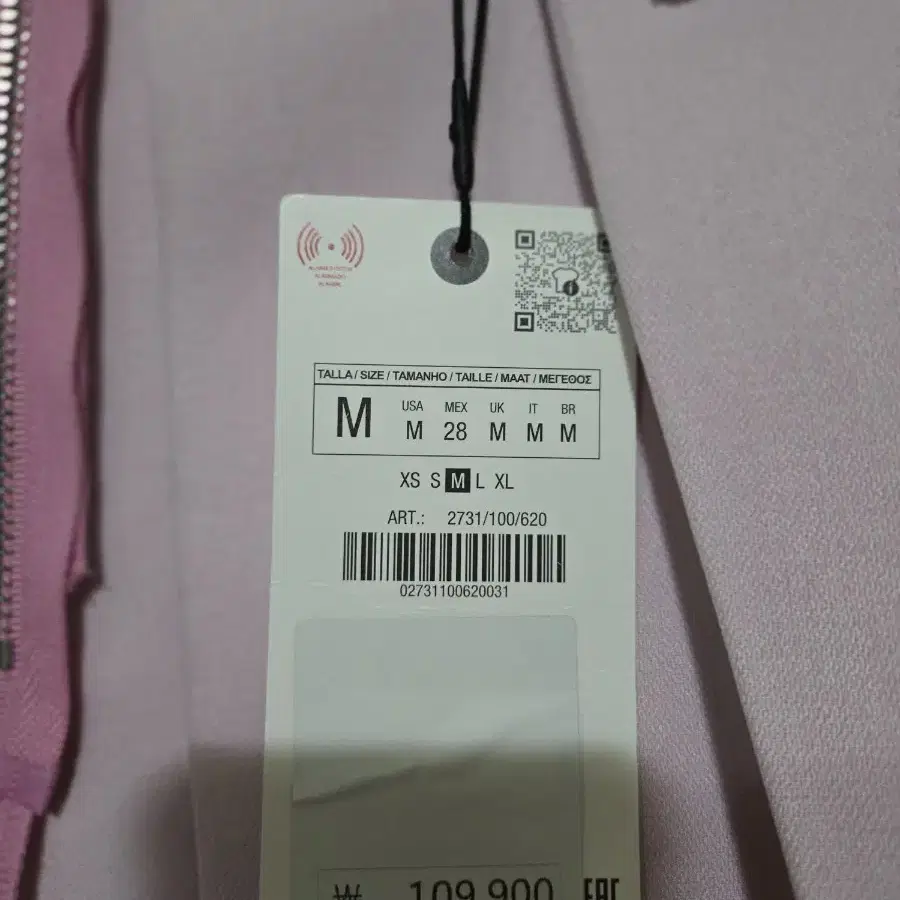 TALLA / SIZE / TAMANHO / TAILLE / MAAT / ΜΕΓΕΘΟΣ
M
USA MEX UK IT BR
M 28 M M M
XS S M L XL
ART.: 2731/100/620
02731100620031
₩ 109,900 EAC